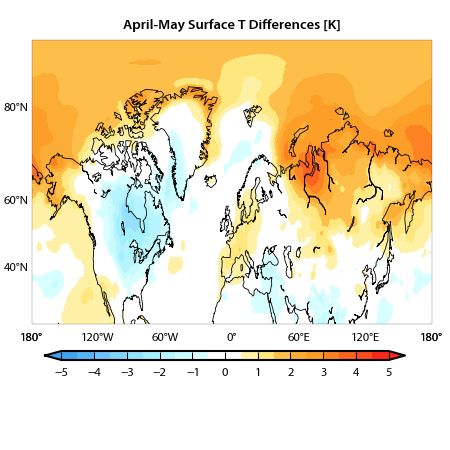 April-May Surface T Differences [K]
80°N
60°N
40°N
180° 120°W 60°W 0° 60°E 120°E 180°
−5 −4 −3 −2 −1 0 1 2 3 4 5